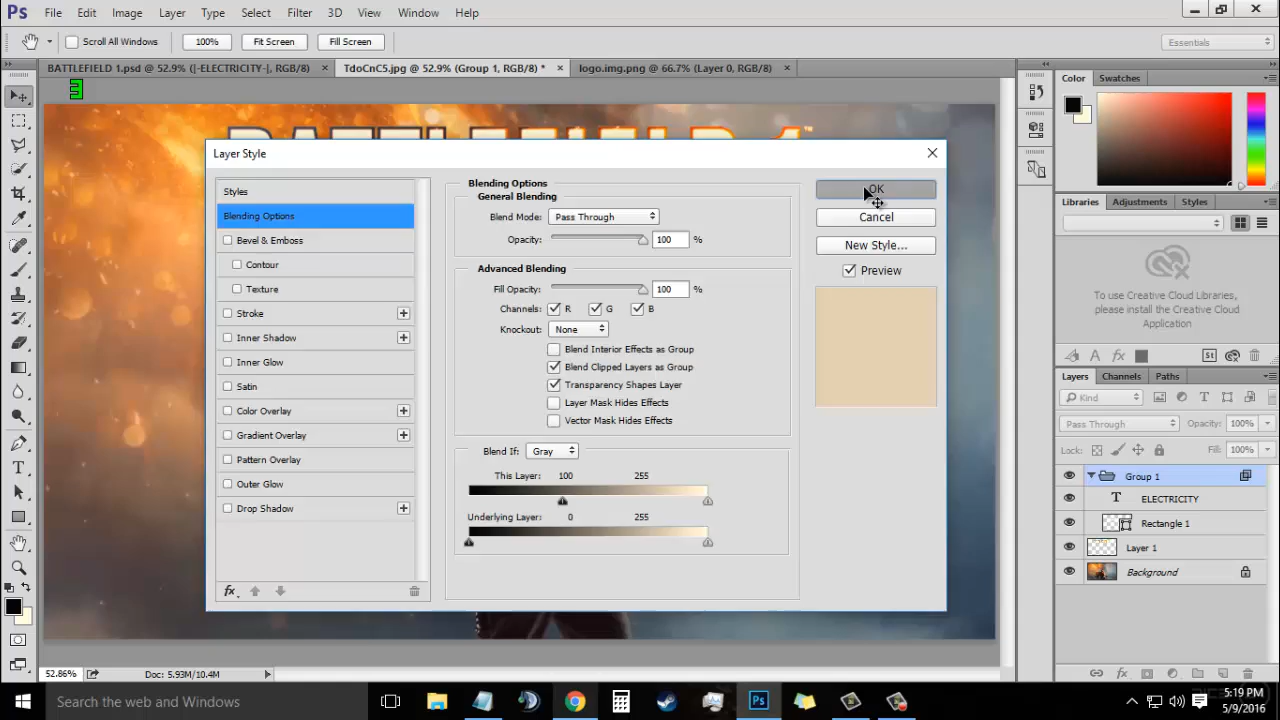 Ps File Edit Image Layer Type Select Filter 3D View Window Help
Scroll All Windows 100% Fit Screen Fill Screen Essentials
BATTLEFIELD 1.psd @ 52.9% ([-ELECTRICITY-], RGB/8) × TdoCnC5.jpg @ 52.9% (Group 1, RGB/8) * × logo.img.png @ 66.7% (Layer 0, RGB/8) ×
3
BATTLEFIELD 1™
Layer Style
Styles
Blending Options
Bevel & Emboss
Contour
Texture
Stroke
Inner Shadow
Inner Glow
Satin
Color Overlay
Gradient Overlay
Pattern Overlay
Outer Glow
Drop Shadow
fx
Blending Options
General Blending
Blend Mode: Pass Through
Opacity: 100 %
Advanced Blending
Fill Opacity: 100 %
Channels: R G B
Knockout: None
Blend Interior Effects as Group
Blend Clipped Layers as Group
Transparency Shapes Layer
Layer Mask Hides Effects
Vector Mask Hides Effects
Blend If: Gray
This Layer: 100 255
Underlying Layer: 0 255
OK
Cancel
New Style...
Preview
Color Swatches
Libraries Adjustments Styles
To use Creative Cloud Libraries,
please install the Creative Cloud
Application
fx St
Layers Channels Paths
Kind
Pass Through Opacity: 100%
Lock: Fill: 100%
Group 1
T ELECTRICITY
Rectangle 1
Layer 1
Background
fx
52.86% Doc: 5.93M/10.4M
Search the web and Windows
Ps
5:19 PM
5/9/2016